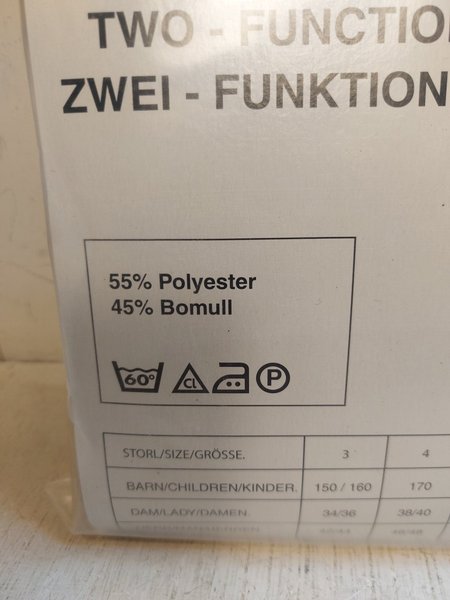 TWO - FUNCTIO
ZWEI - FUNKTION
55% Polyester
45% Bomull
60° CL P
STORL/SIZE/GRÖSSE. 3 4
BARN/CHILDREN/KINDER. 150 / 160 170
DAM/LADY/DAMEN. 34/36 38/40